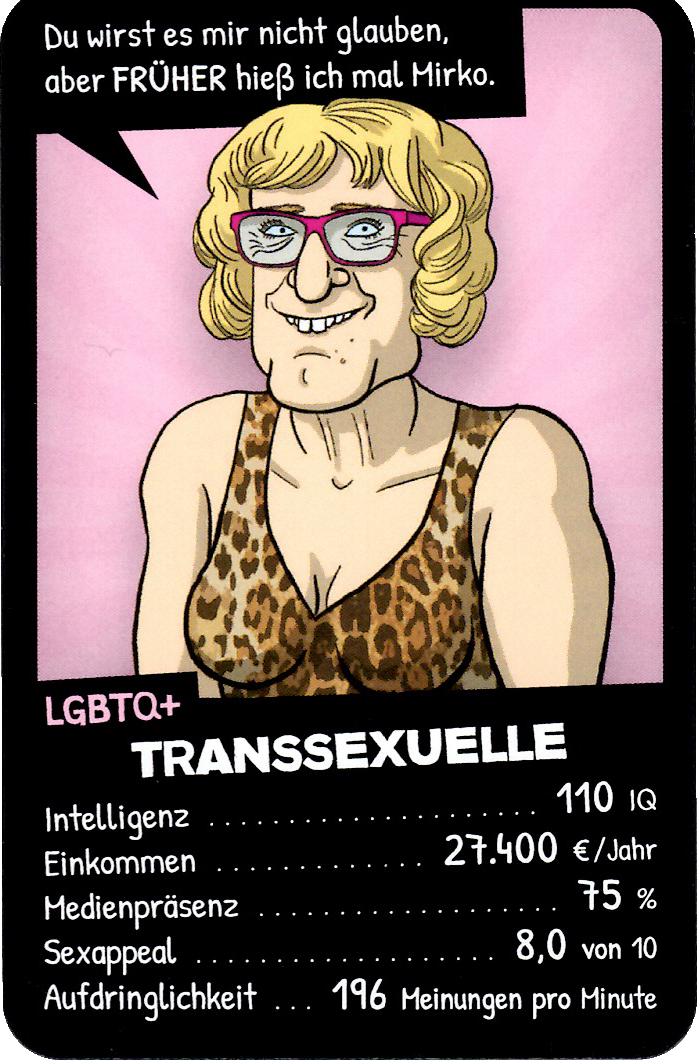 Du wirst es mir nicht glauben,
aber FRÜHER hieß ich mal Mirko.
LGBTQ+
TRANSSEXUELLE
Intelligenz ...................... 110 IQ
Einkommen .............. 27.400 €/Jahr
Medienpräsenz .................... 75 %
Sexappeal .................... 8,0 von 10
Aufdringlichkeit ... 196 Meinungen pro Minute